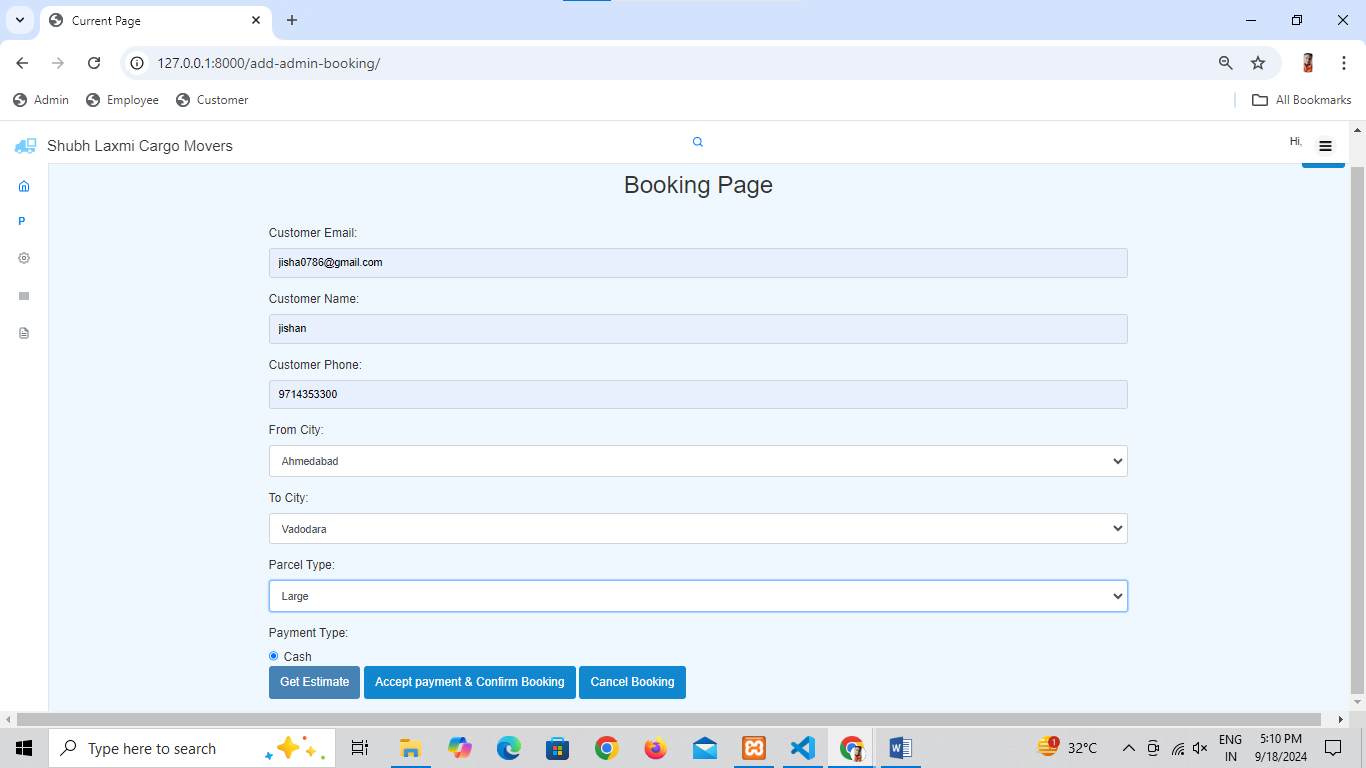 Current Page
127.0.0.1:8000/add-admin-booking/
Admin Employee Customer All Bookmarks
Shubh Laxmi Cargo Movers Hi,
P
Booking Page
Customer Email:
jisha0786@gmail.com
Customer Name:
jishan
Customer Phone:
9714353300
From City:
Ahmedabad
To City:
Vadodara
Parcel Type:
Large
Payment Type:
Cash
Get Estimate Accept payment & Confirm Booking Cancel Booking
Type here to search 1 32°C ENG IN 5:10 PM 9/18/2024